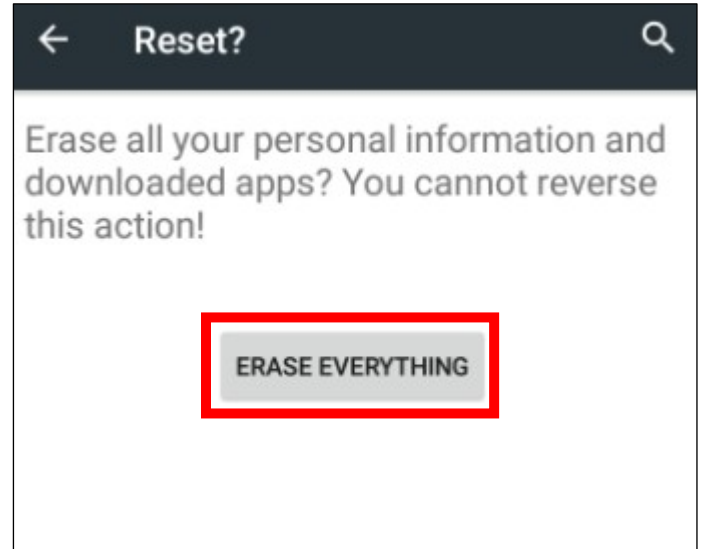 Reset?
Erase all your personal information and
downloaded apps? You cannot reverse
this action!
ERASE EVERYTHING